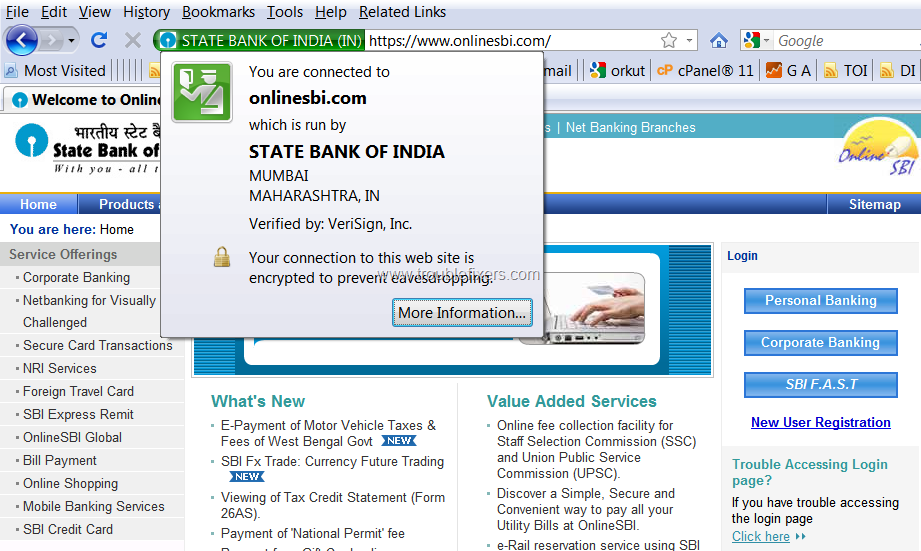 File Edit View History Bookmarks Tools Help Related Links
STATE BANK OF INDIA (IN) https://www.onlinesbi.com/ Google
Most Visited mail orkut cP cPanel® 11 G A TOI DI
Welcome to Onlin
भारतीय स्टेट
State Bank of
With you - all t
s | Net Banking Branches
Online SBI
Home Products Sitemap
You are here: Home
You are connected to
onlinesbi.com
which is run by
STATE BANK OF INDIA
MUMBAI
MAHARASHTRA, IN
Verified by: VeriSign, Inc.
Your connection to this web site is
encrypted to prevent eavesdropping.
www.troublefixers.com
More Information...
Service Offerings
Corporate Banking
Netbanking for Visually
Challenged
Secure Card Transactions
NRI Services
Foreign Travel Card
SBI Express Remit
OnlineSBI Global
Bill Payment
Online Shopping
Mobile Banking Services
SBI Credit Card
What's New
E-Payment of Motor Vehicle Taxes &
Fees of West Bengal Govt NEW
SBI Fx Trade: Currency Future Trading
NEW
Viewing of Tax Credit Statement (Form
26AS).
Payment of 'National Permit' fee
Value Added Services
Online fee collection facility for
Staff Selection Commission (SSC)
and Union Public Service
Commission (UPSC).
Discover a Simple, Secure and
Convenient way to pay all your
Utility Bills at OnlineSBI.
e-Rail reservation service using SBI
Login
Personal Banking
Corporate Banking
SBI F.A.S.T
New User Registration
Trouble Accessing Login
page?
If you have trouble accessing
the login page
Click here